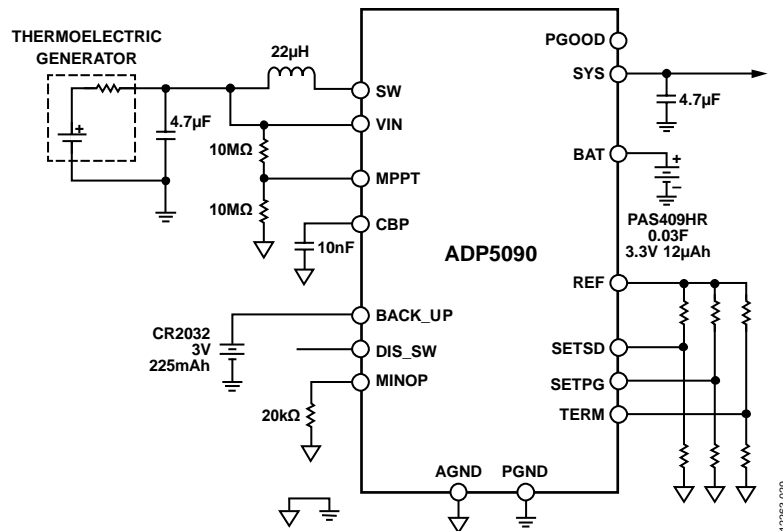 THERMOELECTRIC
GENERATOR
22µH
4.7µF
+
10MΩ
10MΩ
10nF
CR2032
3V
225mAh
20kΩ
SW
VIN
MPPT
CBP
BACK_UP
DIS_SW
MINOP
ADP5090
AGND
PGND
PGOOD
SYS
BAT
REF
SETSD
SETPG
TERM
4.7µF
+
–
PAS409HR
0.03F
3.3V 12µAh